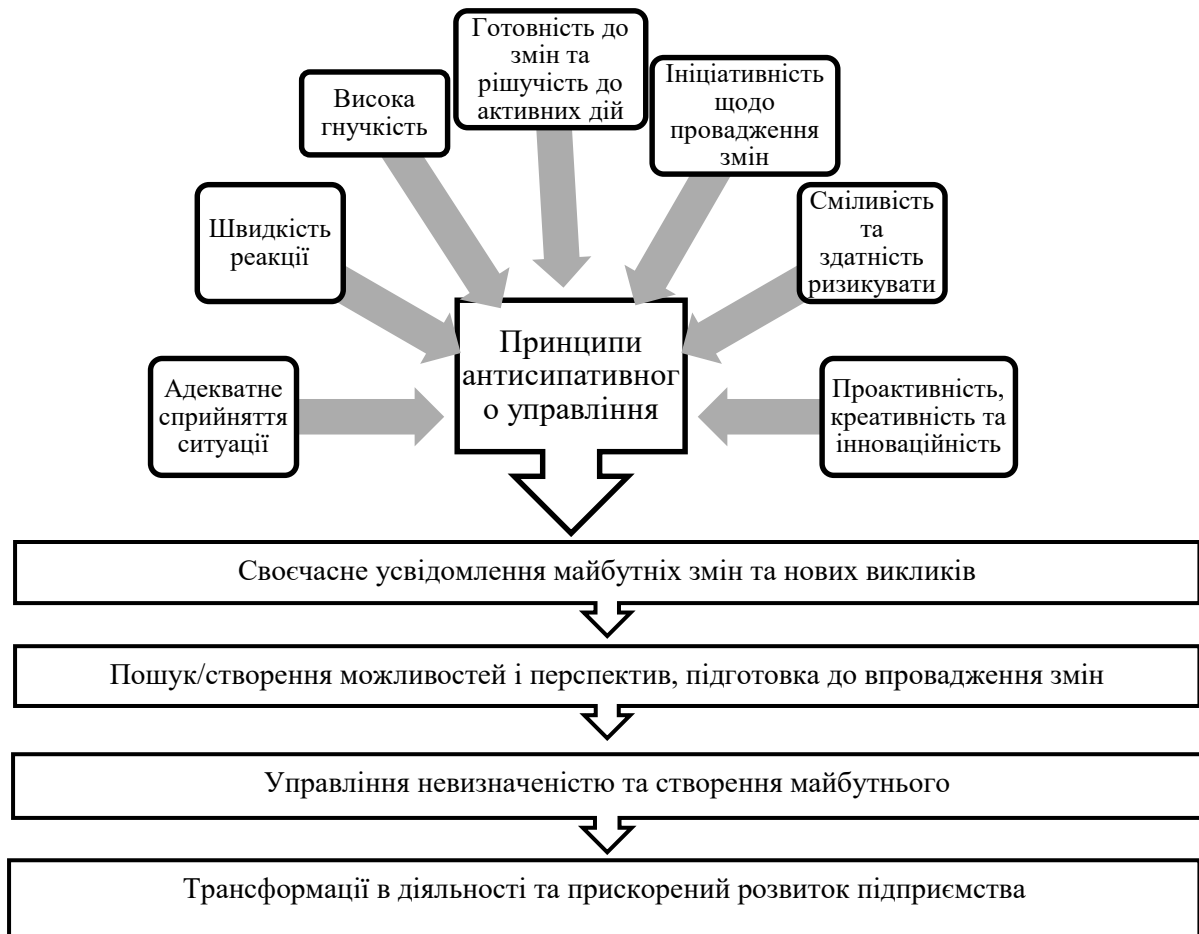 Готовність до
змін та
рішучість до
активних дій
Висока
гнучкість
Ініціативність
щодо
провадження
змін
Швидкість
реакції
Сміливість
та
здатність
ризикувати
Адекватне
сприйняття
ситуації
Принципи
антисипативног
о управління
Проактивність,
креативність та
інноваційність
Своєчасне усвідомлення майбутніх змін та нових викликів
Пошук/створення можливостей і перспектив, підготовка до впровадження змін
Управління невизначеністю та створення майбутнього
Трансформації в діяльності та прискорений розвиток підприємства